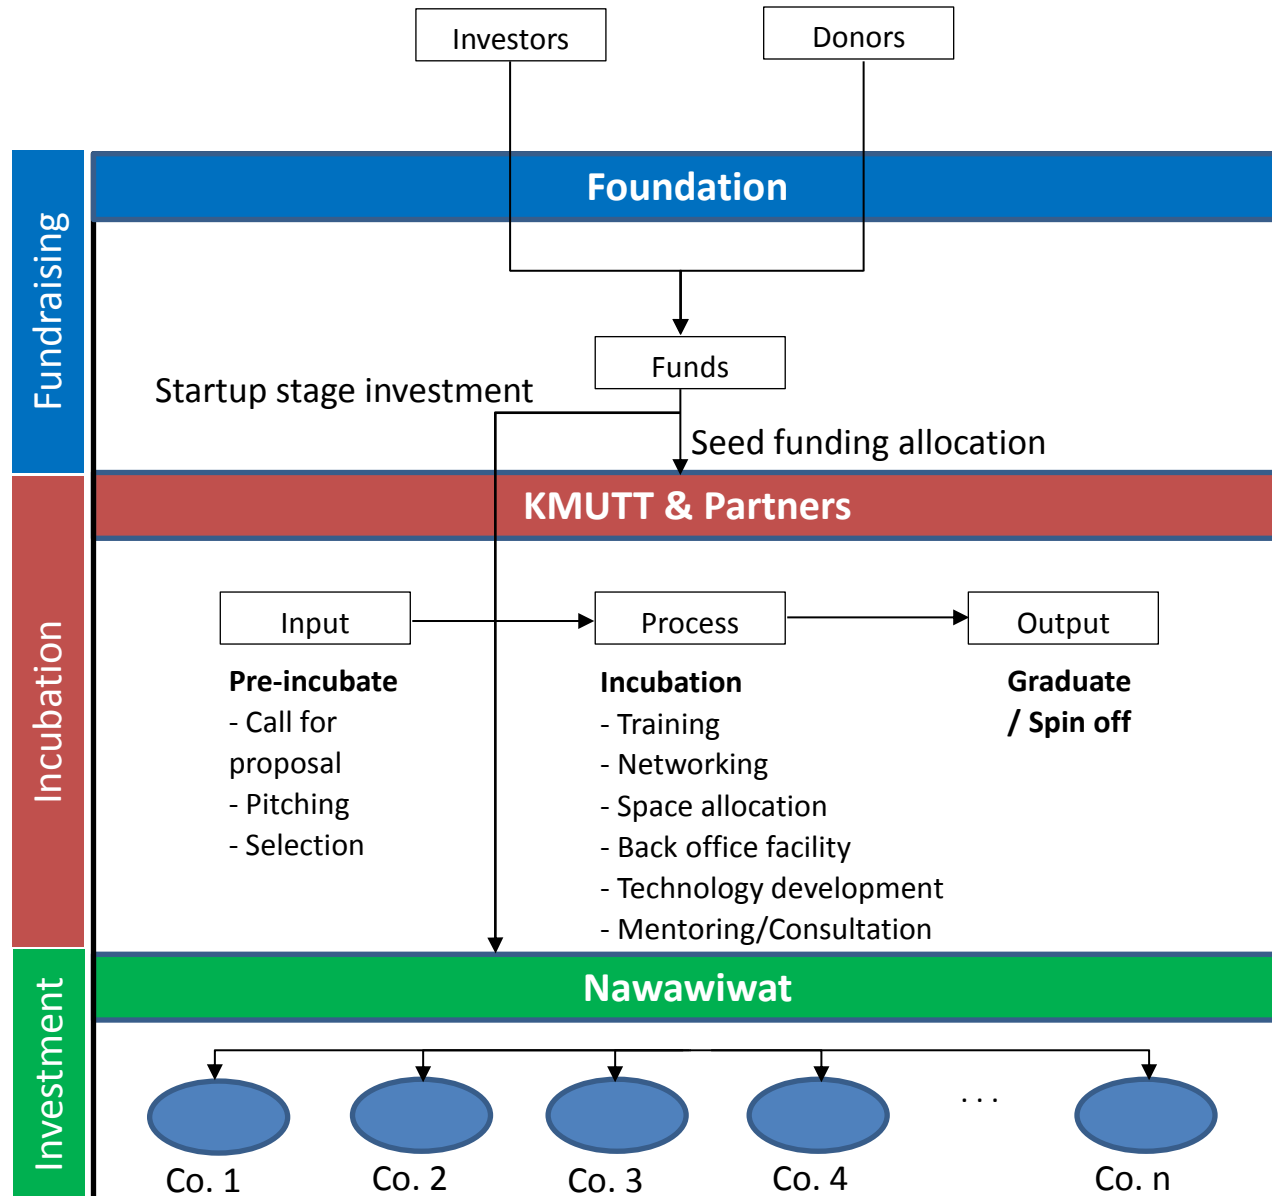 Investors
Donors
Foundation
Fundraising
Funds
Startup stage investment
Seed funding allocation
KMUTT & Partners
Incubation
Input
Process
Output
Pre-incubate
- Call for
proposal
- Pitching
- Selection
Incubation
- Training
- Networking
- Space allocation
- Back office facility
- Technology development
- Mentoring/Consultation
Graduate
/ Spin off
Nawawiwat
Investment
. . .
Co. 1
Co. 2
Co. 3
Co. 4
Co. n